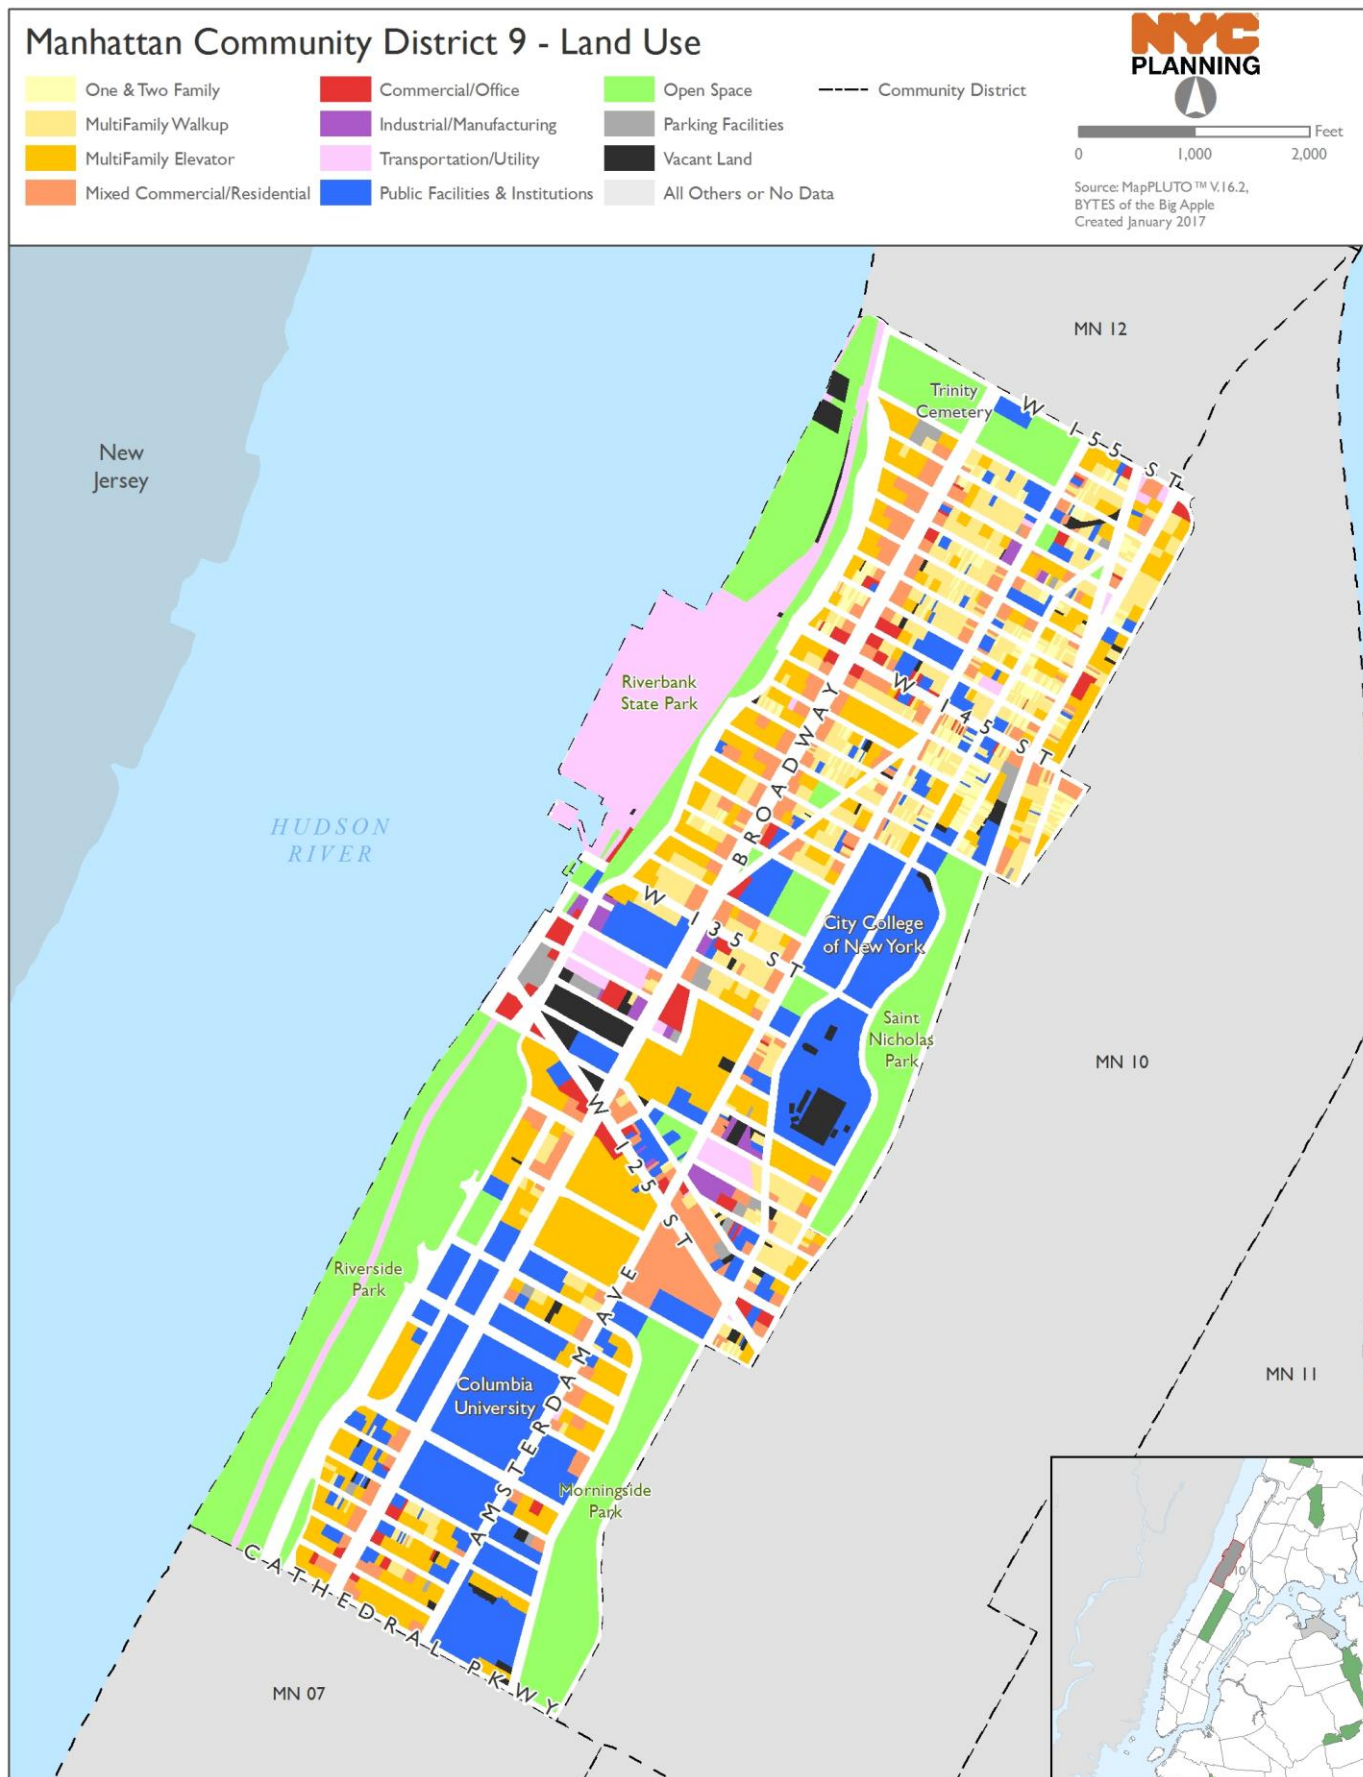 Manhattan Community District 9 - Land Use
NYC
PLANNING
One & Two Family
MultiFamily Walkup
MultiFamily Elevator
Mixed Commercial/Residential
Commercial/Office
Industrial/Manufacturing
Transportation/Utility
Public Facilities & Institutions
Open Space
Parking Facilities
Vacant Land
All Others or No Data
Community District
Feet
0 1,000 2,000
Source: MapPLUTO™ V.16.2,
BYTES of the Big Apple
Created January 2017
MN 12
Trinity
Cemetery
W 155 ST
New
Jersey
Riverbank
State Park
W 145 ST
BROADWAY
HUDSON
RIVER
W 135 ST
City College
of New York
Saint
Nicholas
Park
MN 10
W 125 ST
Riverside
Park
AMSTERDAM AVE
Columbia
University
MN 11
Morningside
Park
CATHEDRAL PKWY
MN 07
10